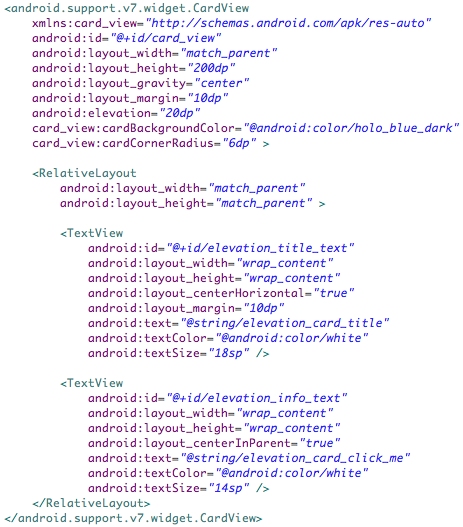 <android.support.v7.widget.CardView
    xmlns:card_view="http://schemas.android.com/apk/res-auto"
    android:id="@+id/card_view"
    android:layout_width="match_parent"
    android:layout_height="200dp"
    android:layout_gravity="center"
    android:layout_margin="10dp"
    android:elevation="20dp"
    card_view:cardBackgroundColor="@android:color/holo_blue_dark"
    card_view:cardCornerRadius="6dp" >

    <RelativeLayout
        android:layout_width="match_parent"
        android:layout_height="match_parent" >

        <TextView
            android:id="@+id/elevation_title_text"
            android:layout_width="wrap_content"
            android:layout_height="wrap_content"
            android:layout_centerHorizontal="true"
            android:layout_margin="10dp"
            android:text="@string/elevation_card_title"
            android:textColor="@android:color/white"
            android:textSize="18sp" />

        <TextView
            android:id="@+id/elevation_info_text"
            android:layout_width="wrap_content"
            android:layout_height="wrap_content"
            android:layout_centerInParent="true"
            android:text="@string/elevation_card_click_me"
            android:textColor="@android:color/white"
            android:textSize="14sp" />
    </RelativeLayout>
</android.support.v7.widget.CardView>